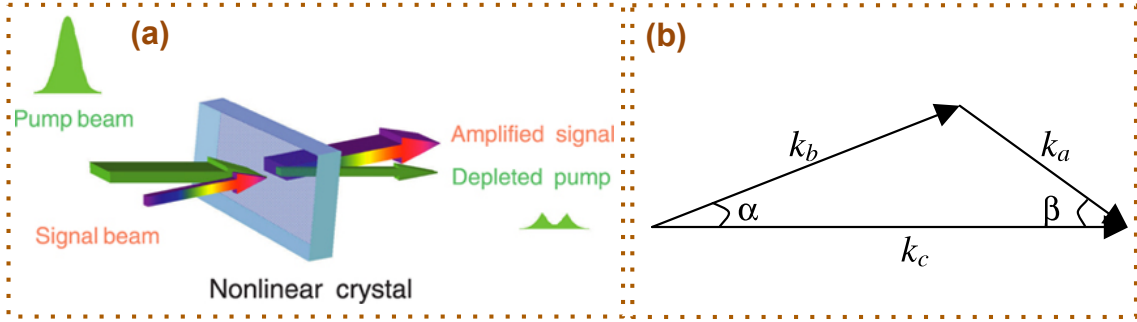 (a)
Pump beam
Amplified signal
Depleted pump
Signal beam
Nonlinear crystal
(b)
k_b
k_a
α
β
k_c